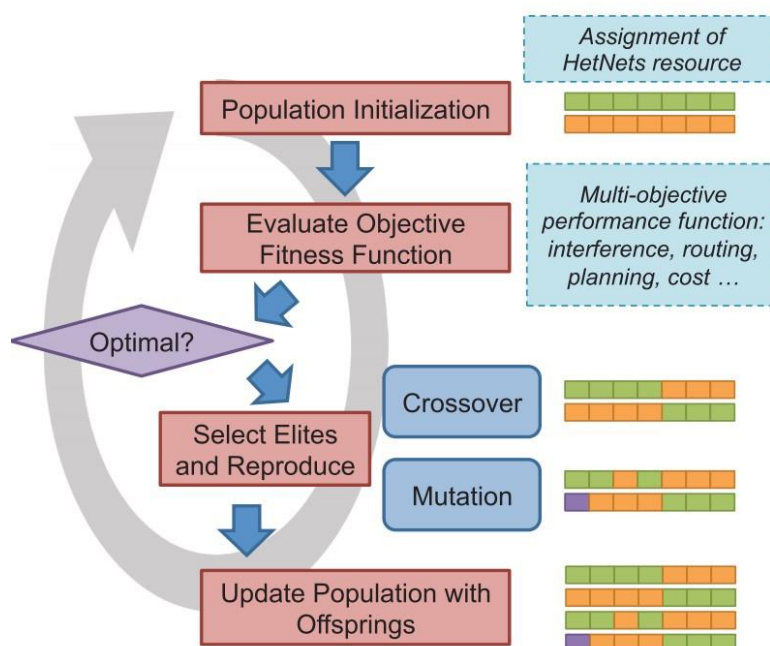 Assignment of
HetNets resource
Population Initialization
Evaluate Objective
Fitness Function
Multi-objective
performance function:
interference, routing,
planning, cost ...
Optimal?
Crossover
Select Elites
and Reproduce
Mutation
Update Population with
Offsprings